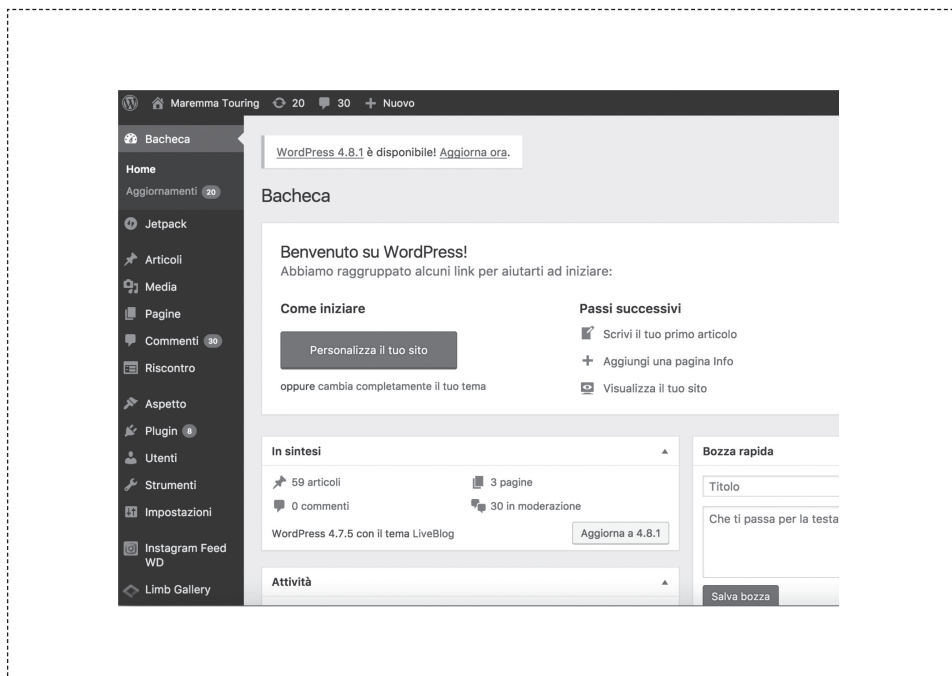 Maremma Touring 20 30 + Nuovo
Bacheca
Home
Aggiornamenti 20
Jetpack
Articoli
Media
Pagine
Commenti 30
Riscontro
Aspetto
Plugin 8
Utenti
Strumenti
Impostazioni
Instagram Feed
WD
Limb Gallery
WordPress 4.8.1 è disponibile! Aggiorna ora.
Bacheca
Benvenuto su WordPress!
Abbiamo raggruppato alcuni link per aiutarti ad iniziare:
Come iniziare
Personalizza il tuo sito
oppure cambia completamente il tuo tema
Passi successivi
Scrivi il tuo primo articolo
Aggiungi una pagina Info
Visualizza il tuo sito
In sintesi
59 articoli
3 pagine
0 commenti
30 in moderazione
WordPress 4.7.5 con il tema LiveBlog
Aggiorna a 4.8.1
Attività
Bozza rapida
Titolo
Che ti passa per la testa
Salva bozza